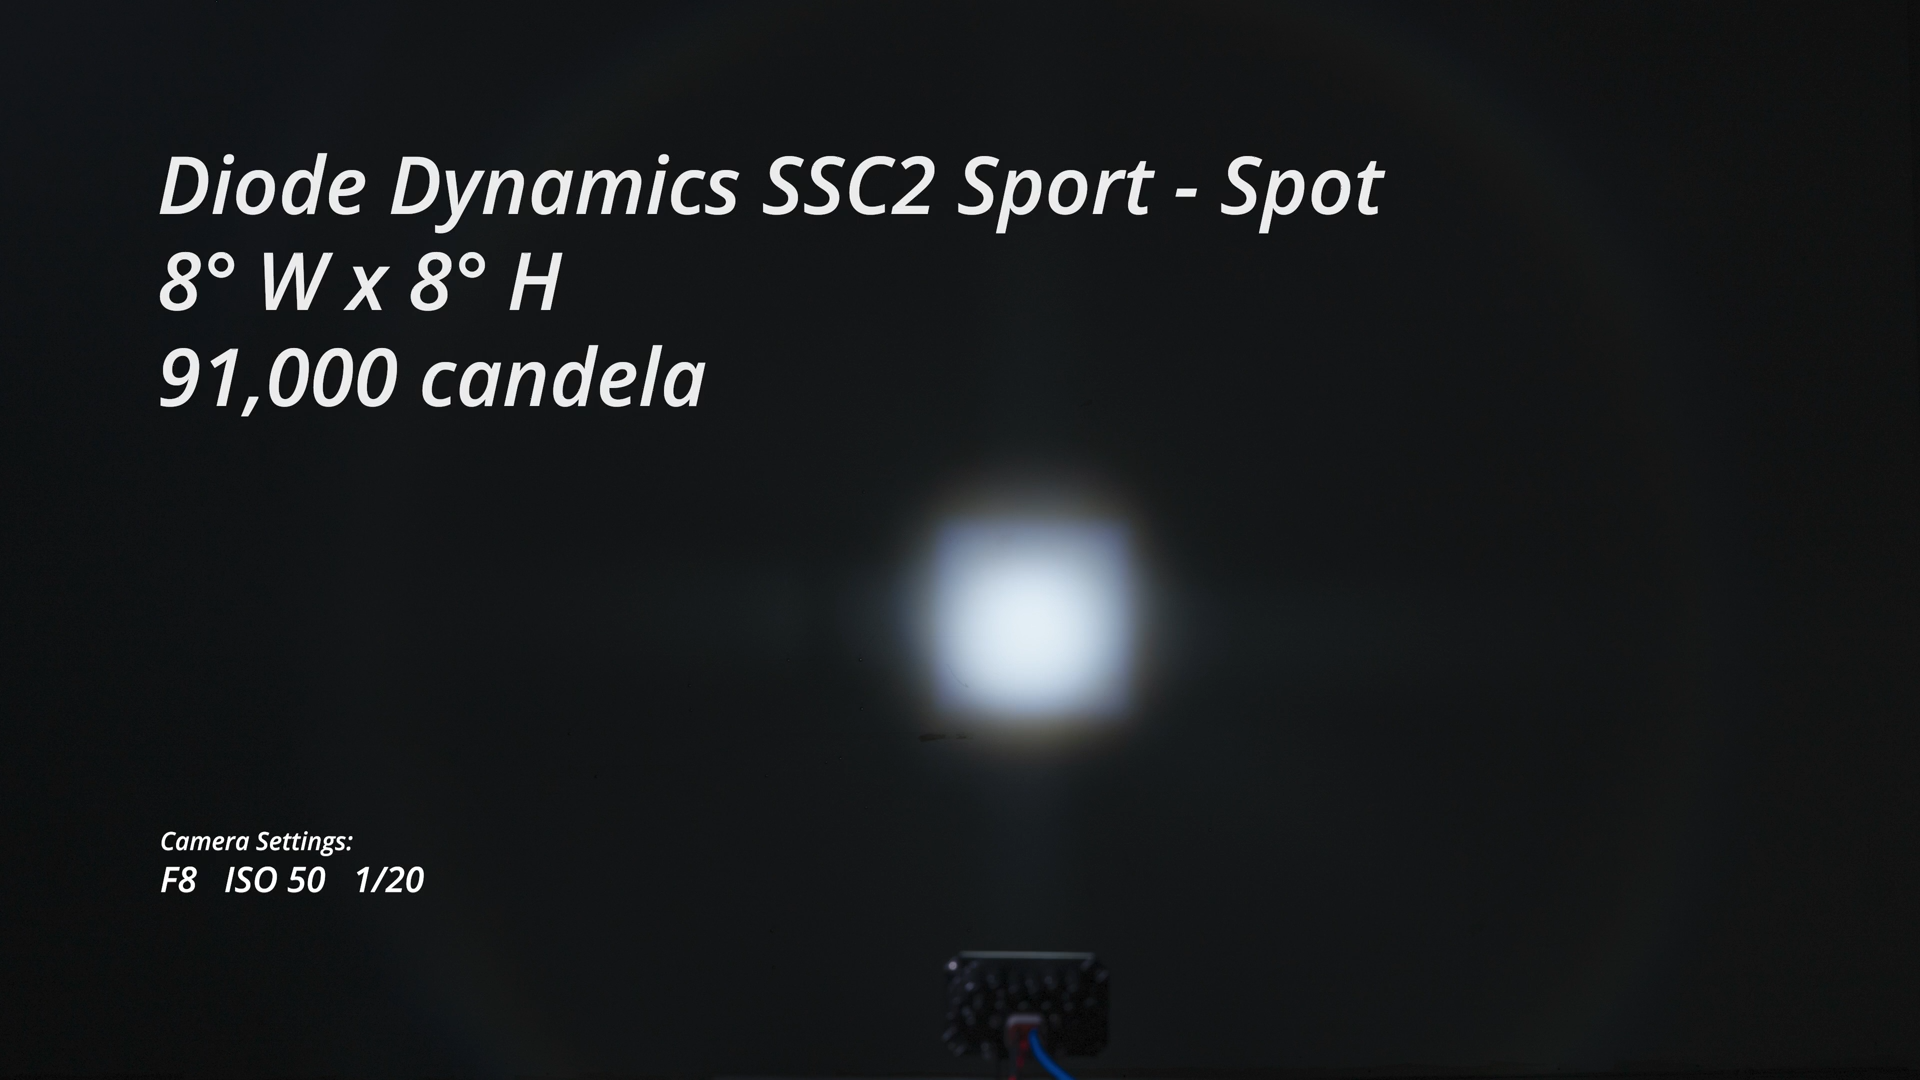 Diode Dynamics SSC2 Sport - Spot
8° W x 8° H
91,000 candela
Camera Settings:
F8 ISO 50 1/20